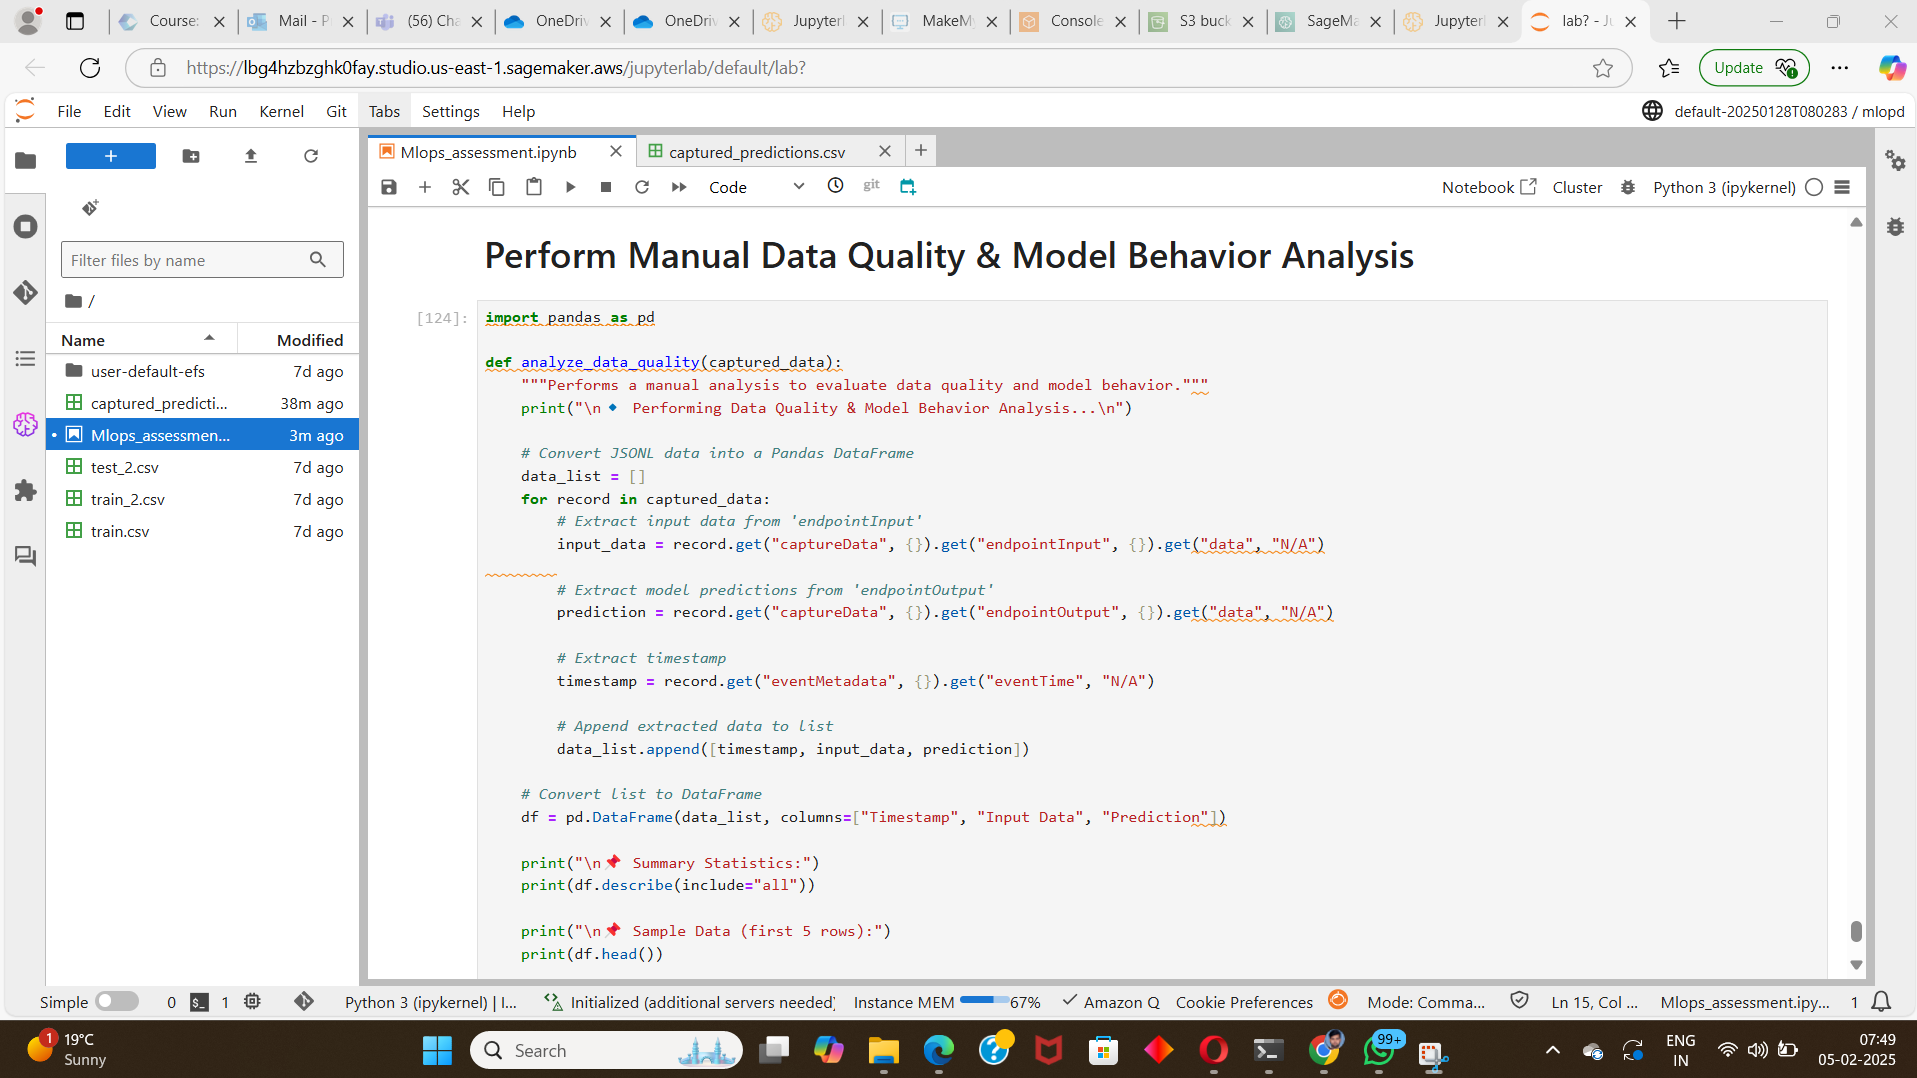 Course:
Mail - P
(56) Cha
OneDriv
OneDriv
Jupyterl
MakeMy
Console
S3 buck
SageMa
Jupyterl
lab? - Ju
https://lbg4hzbzghk0fay.studio.us-east-1.sagemaker.aws/jupyterlab/default/lab?
Update
File Edit View Run Kernel Git Tabs Settings Help
default-20250128T080283 / mlopd
Mlops_assessment.ipynb
captured_predictions.csv
Code
git
Notebook
Cluster
Python 3 (ipykernel)
Filter files by name
/
Name Modified
user-default-efs 7d ago
captured_predicti... 38m ago
Mlops_assessmen... 3m ago
test_2.csv 7d ago
train_2.csv 7d ago
train.csv 7d ago
Perform Manual Data Quality & Model Behavior Analysis
[124]:
import pandas as pd
def analyze_data_quality(captured_data):
"""Performs a manual analysis to evaluate data quality and model behavior."""
print("\n🔹 Performing Data Quality & Model Behavior Analysis...\n")
# Convert JSONL data into a Pandas DataFrame
data_list = []
for record in captured_data:
# Extract input data from 'endpointInput'
input_data = record.get("captureData", {}).get("endpointInput", {}).get("data", "N/A")
# Extract model predictions from 'endpointOutput'
prediction = record.get("captureData", {}).get("endpointOutput", {}).get("data", "N/A")
# Extract timestamp
timestamp = record.get("eventMetadata", {}).get("eventTime", "N/A")
# Append extracted data to list
data_list.append([timestamp, input_data, prediction])
# Convert list to DataFrame
df = pd.DataFrame(data_list, columns=["Timestamp", "Input Data", "Prediction"])
print("\n📌 Summary Statistics:")
print(df.describe(include="all"))
print("\n📌 Sample Data (first 5 rows):")
print(df.head())
Simple
0
$_
1
Python 3 (ipykernel) | I...
Initialized (additional servers needed)
Instance MEM
67%
Amazon Q
Cookie Preferences
Mode: Comma...
Ln 15, Col ...
Mlops_assessment.ipy...
1
1
19°C
Sunny
Search
99+
ENG
IN
07:49
05-02-2025